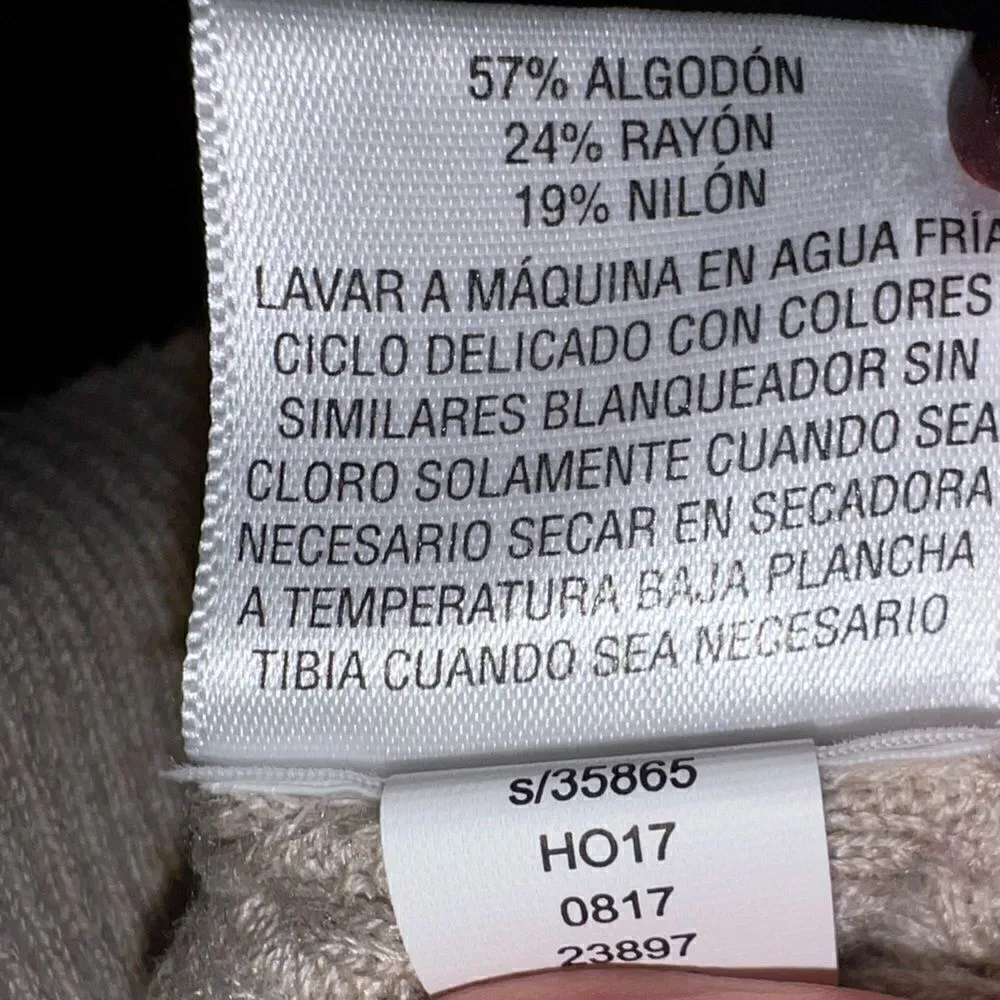 57% ALGODÓN
24% RAYÓN
19% NILÓN
LAVAR A MÁQUINA EN AGUA FRÍA
CICLO DELICADO CON COLORES
SIMILARES BLANQUEADOR SIN
CLORO SOLAMENTE CUANDO SEA
NECESARIO SECAR EN SECADORA
A TEMPERATURA BAJA PLANCHA
TIBIA CUANDO SEA NECESARIO
s/35865
HO17
0817
23897